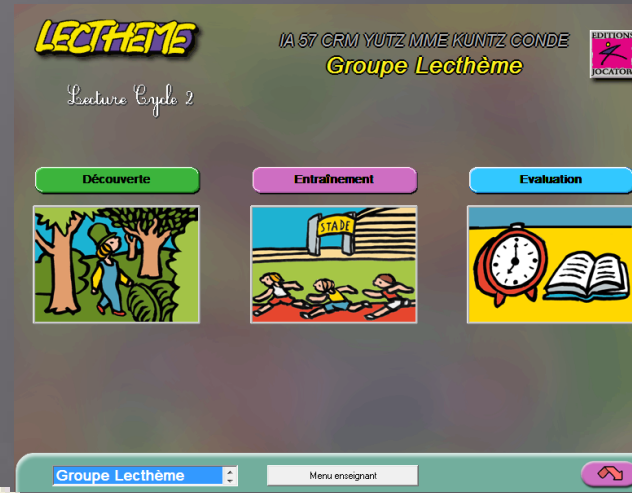 LECTHEME
IA 57 CRM YUTZ MME KUNTZ CONDE
Groupe Lecthème
EDITIONS
JOCATOR
Lecture Cycle 2
Découverte
Entraînement
Evaluation
STADE
Groupe Lecthème
Menu enseignant